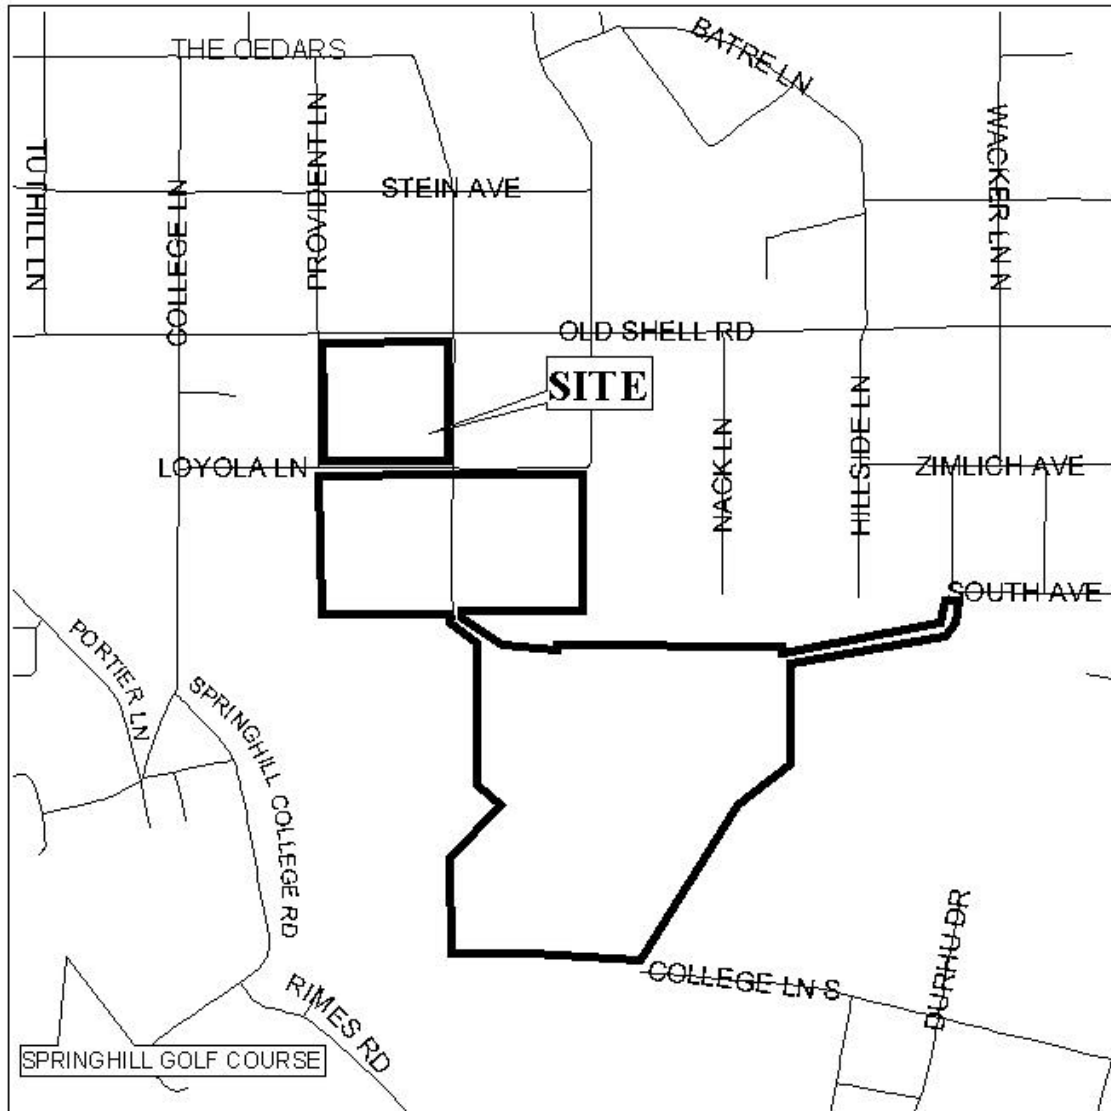 THE CEDARS
BATRE LN
TUTHILL LN
COLLEGE LN
PROVIDENT LN
STEIN AVE
WACKER LN N
OLD SHELL RD
SITE
LOYOLA LN
NACK LN
HILLSIDE LN
ZIMLICH AVE
SOUTH AVE
PORTIER LN
SPRINGHILL COLLEGE RD
RIMES RD
COLLEGE LN S
DURHU DR
SPRINGHILL GOLF COURSE